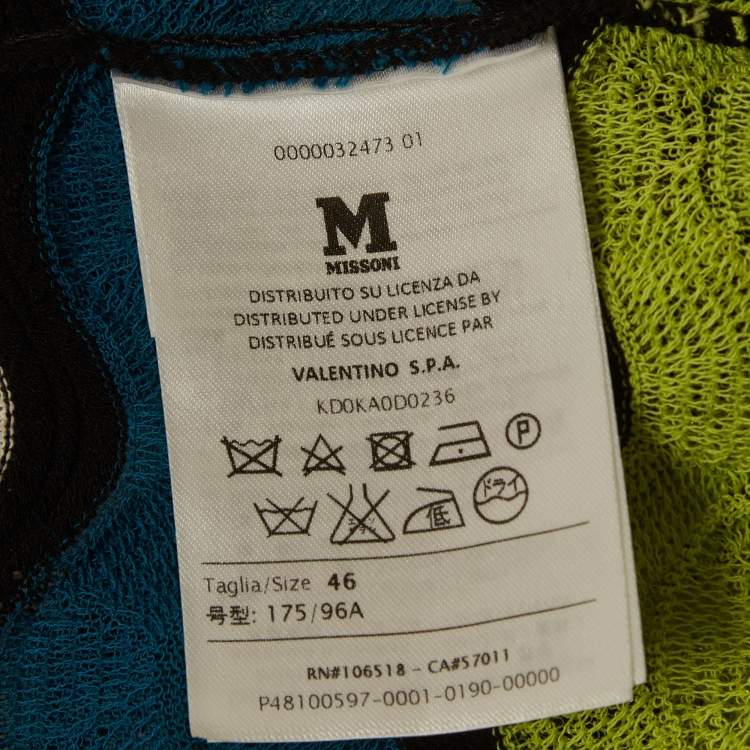 0000032473 01
M
MISSONI
DISTRIBUITO SU LICENZA DA
DISTRIBUTED UNDER LICENSE BY
DISTRIBUÉ SOUS LICENCE PAR
VALENTINO S.P.A.
KD0KA0D0236
P
低 ドライ
Taglia/Size 46
号型: 175/96A
RN#106518 - CA#57011
P48100597-0001-0190-00000